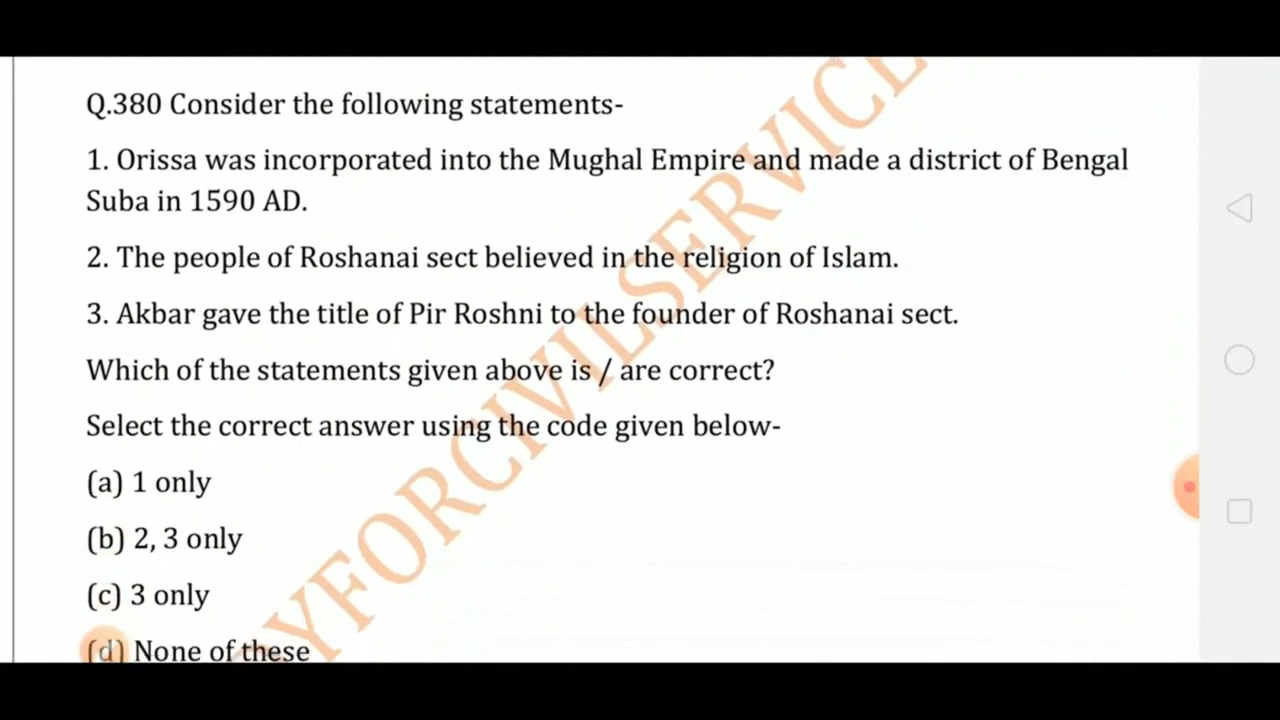 Q.380 Consider the following statements-
1. Orissa was incorporated into the Mughal Empire and made a district of Bengal
Suba in 1590 AD.
2. The people of Roshanai sect believed in the religion of Islam.
3. Akbar gave the title of Pir Roshni to the founder of Roshanai sect.
Which of the statements given above is / are correct?
Select the correct answer using the code given below-
(a) 1 only
(b) 2, 3 only
(c) 3 only
(d) None of these
YFORCIVILSERVICE